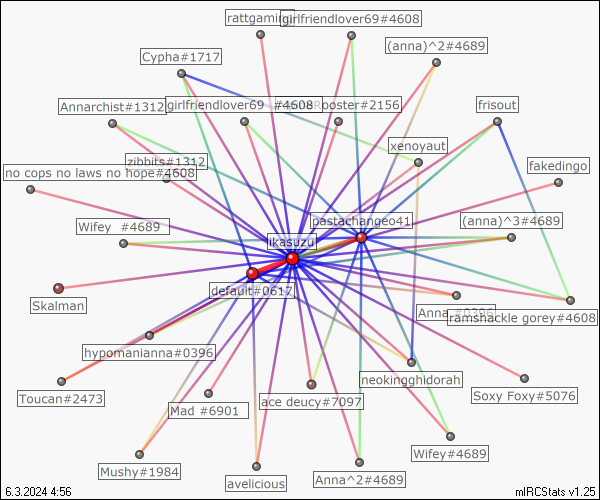 rattgaming
girlfriendlover69#4608
(anna)^2#4689
Cypha#1717
Annarchist#1312
girlfriendlover69 #4608
poster#2156
frisout
xenoyaut
zibbits#1312
no cops no laws no hope#4608
fakedingo
pastachangeo41
Wifey #4689
(anna)^3#4689
ikasuzu
default#0617
Skalman
Anna #0396
ramshackle gorey#4608
hypomanianna#0396
neokingghidorah
Toucan#2473
Mad #6901
ace deucy#7097
Soxy Foxy#5076
Mushy#1984
avelicious
Anna^2#4689
Wifey#4689
6.3.2024 4:56
mIRCStats v1.25